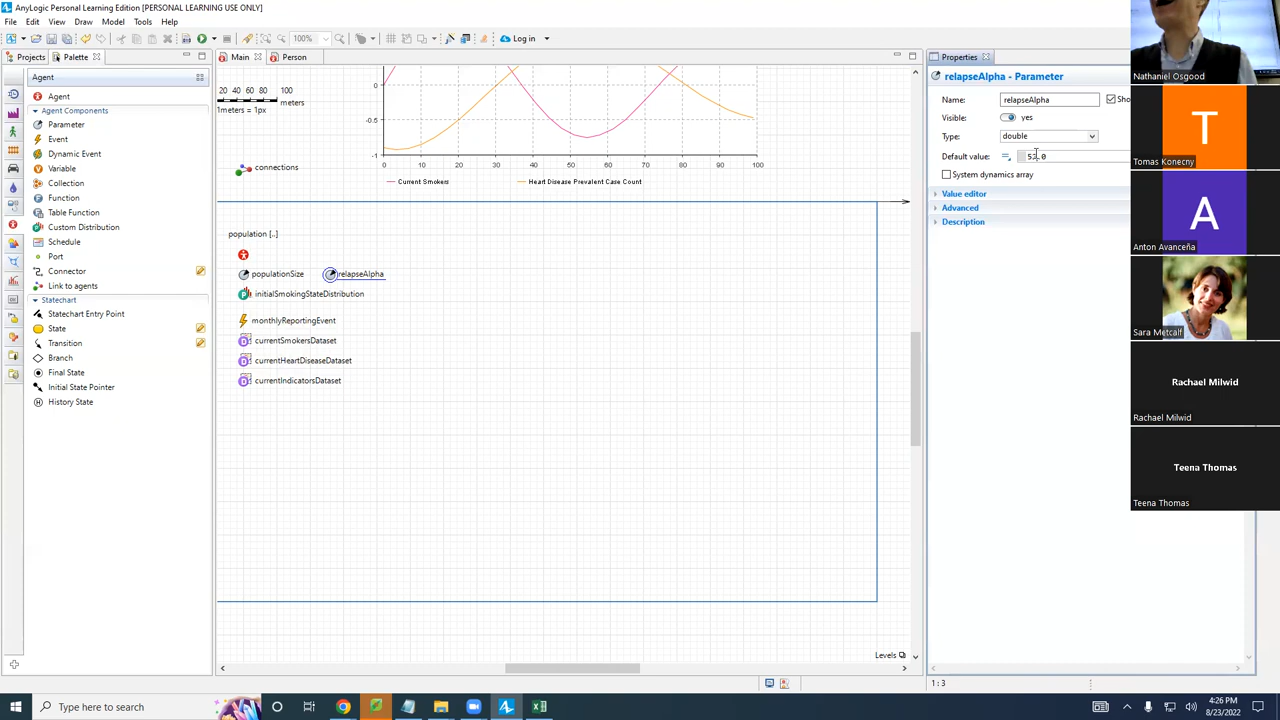 AnyLogic Personal Learning Edition [PERSONAL LEARNING USE ONLY]
File Edit View Draw Model Tools Help
100%
Log in
Projects
Palette
Main
Person
Properties
Agent
Agent
Agent Components
Parameter
Event
Dynamic Event
Variable
Collection
Function
Table Function
Custom Distribution
Schedule
Port
Connector
Link to agents
Statechart
Statechart Entry Point
State
Transition
Branch
Final State
Initial State Pointer
History State
20 40 60 80 100
meters
1meters = 1px
0
-0.5
-1
0 10 20 30 40 50 60 70 80 90 100
Current Smokers
Heart Disease Prevalent Case Count
connections
population [..]
populationSize
relapseAlpha
initialSmokingStateDistribution
monthlyReportingEvent
currentSmokersDataset
currentHeartDiseaseDataset
currentIndicatorsDataset
Levels
relapseAlpha - Parameter
Name: relapseAlpha
Sho
Visible: yes
Type: double
Default value:
System dynamics array
Value editor
Advanced
Description
1 : 3
Nathaniel Osgood
T
Tomas Konecny
A
Anton Avanceña
Sara Metcalf
Rachael Milwid
Rachael Milwid
Teena Thomas
Teena Thomas
Type here to search
4:26 PM
8/23/2022